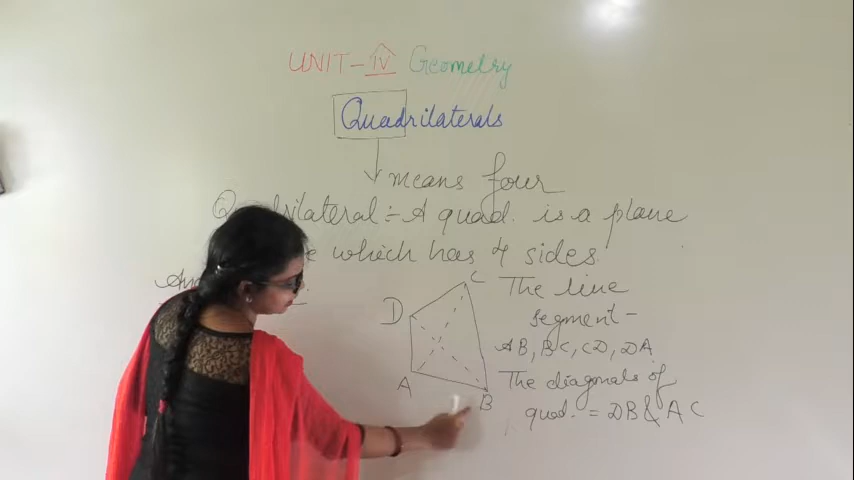 UNIT-IV Geometry
Quadrilaterals
means four
Quadrilateral:- A quad. is a plane
which has 4 sides
C
D
A
B
The line
segment-
AB, BC, CD, DA
The diagonals of
quad. = DB & AC